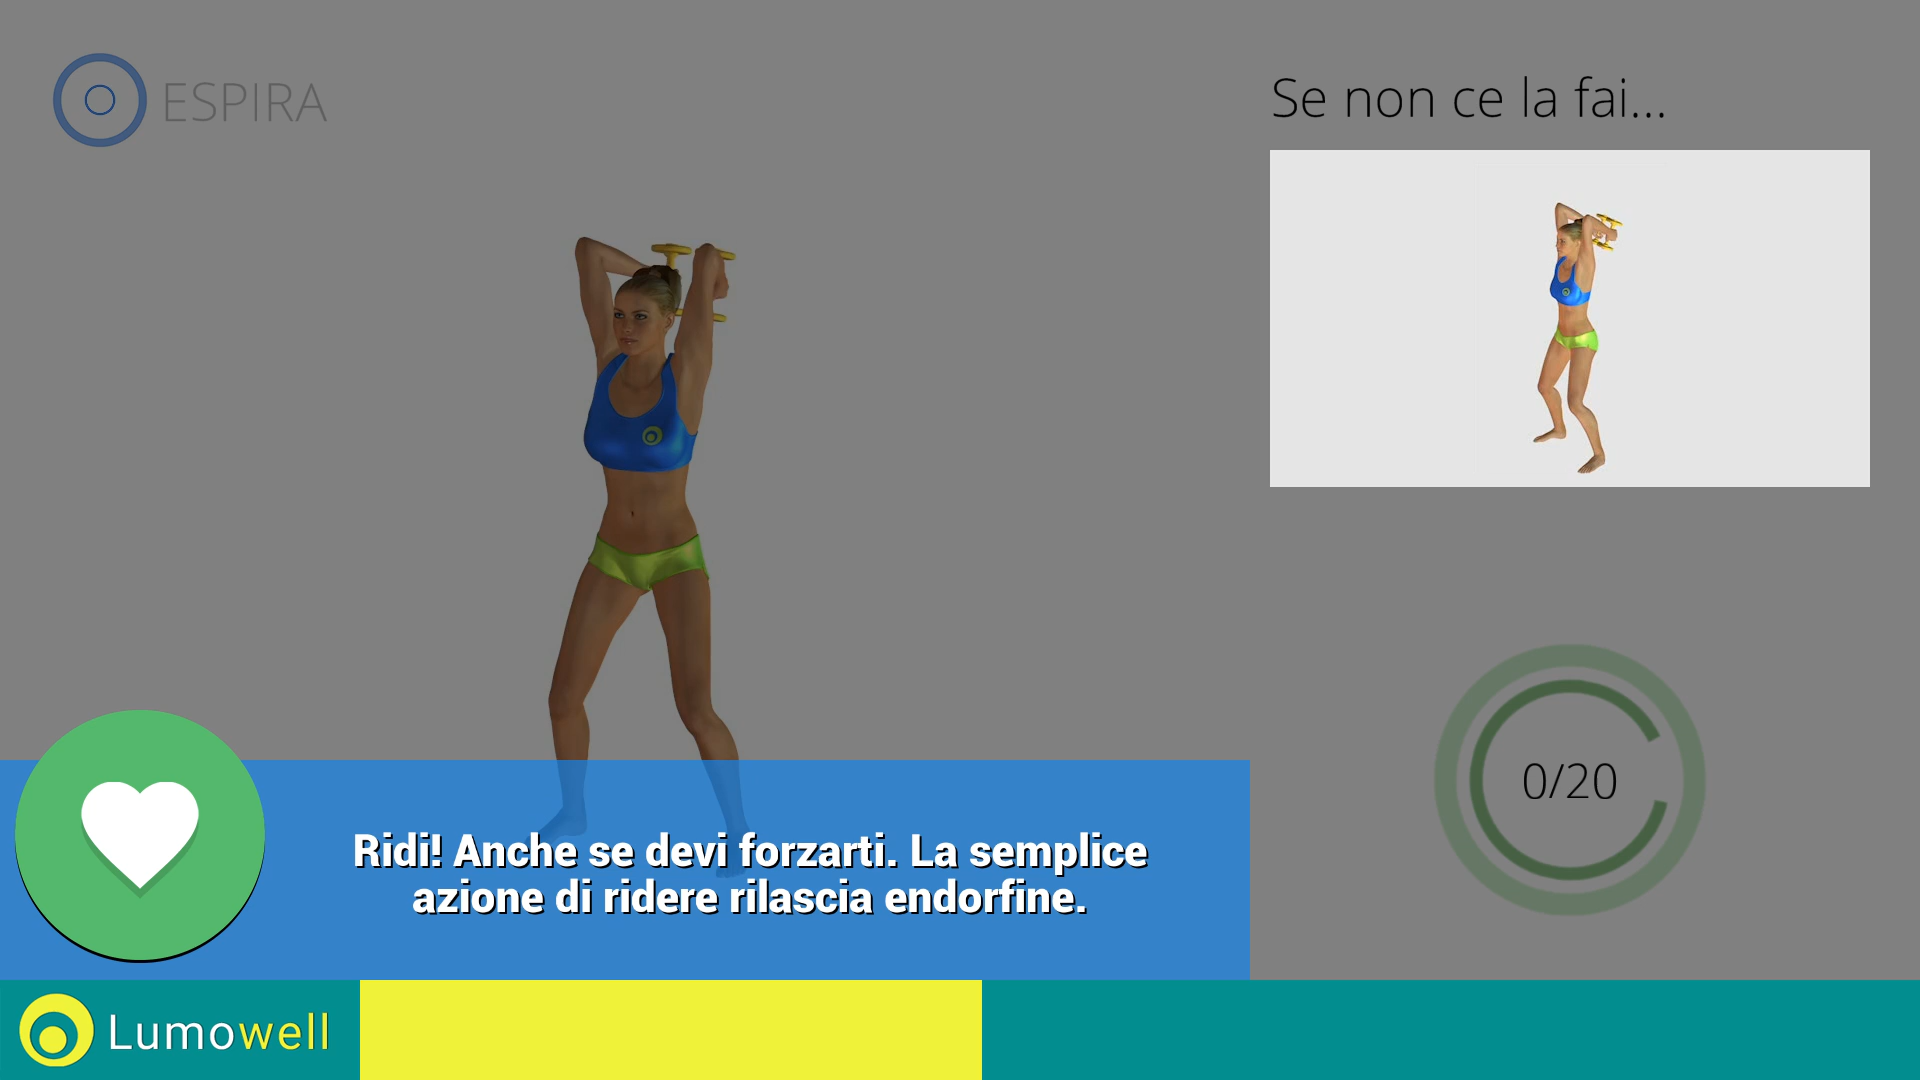 ESPIRA
Se non ce la fai...
0/20
Ridi! Anche se devi forzarti. La semplice
azione di ridere rilascia endorfine.
Lumowell